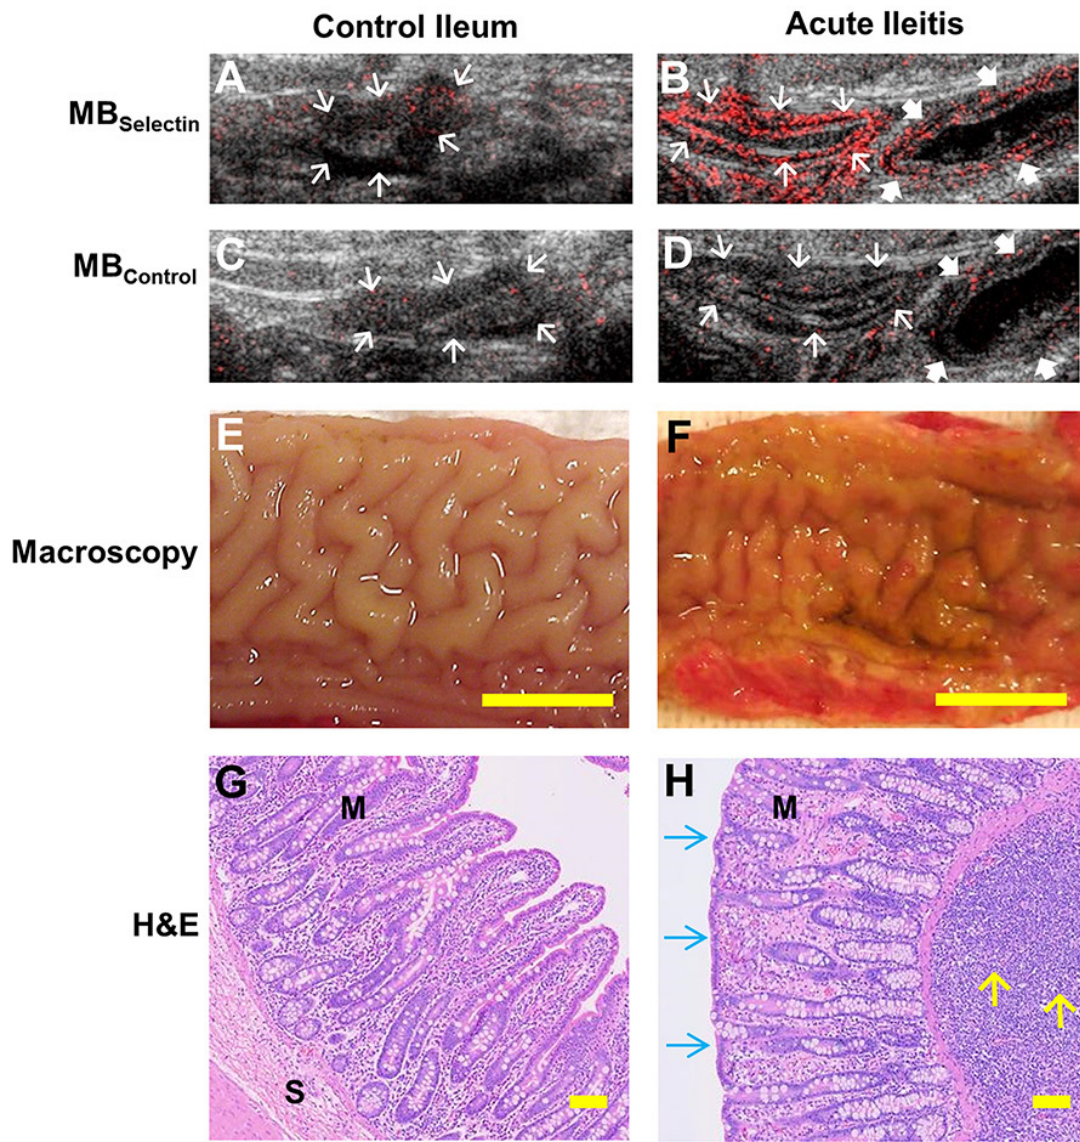 Control Ileum
Acute Ileitis
MBSelectin
A
B
MBControl
C
D
Macroscopy
E
F
H&E
G
M
S
H
M